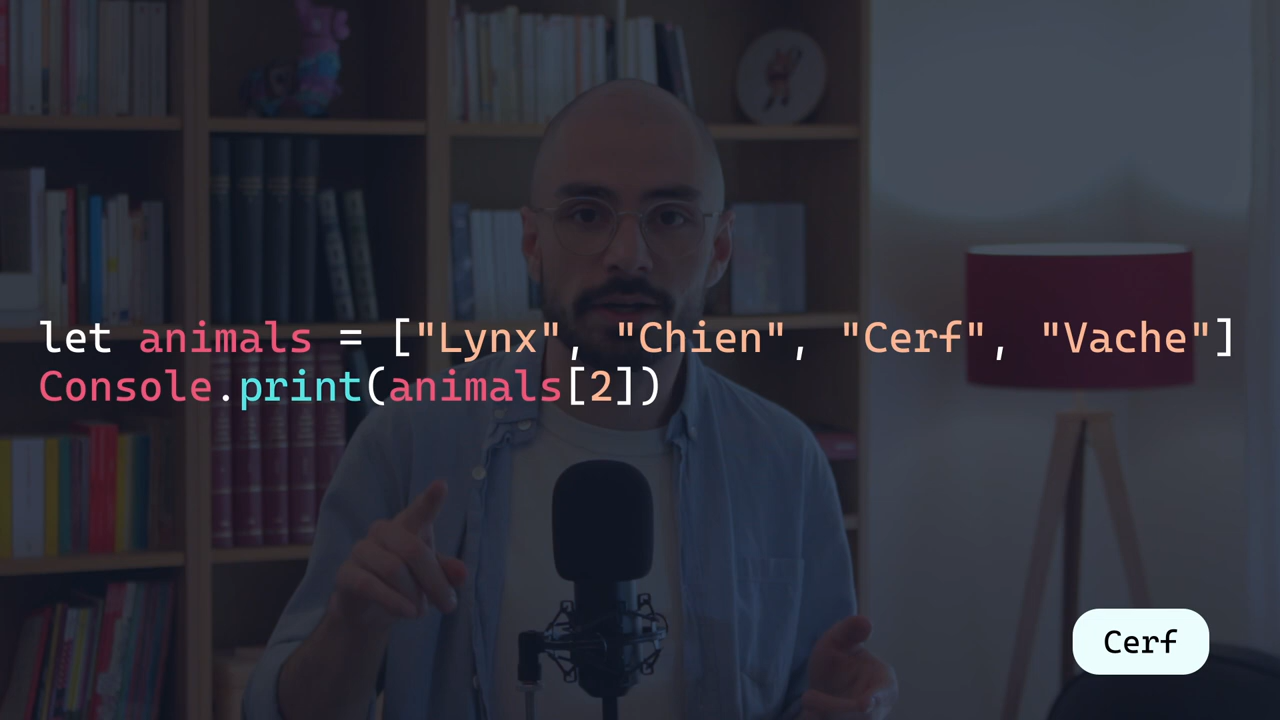 let animals = ["Lynx", "Chien", "Cerf", "Vache"]
Console.print(animals[2])
Cerf